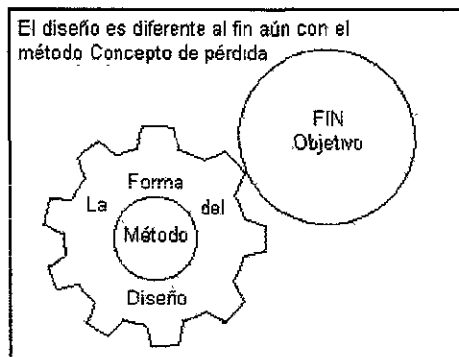 El diseño es diferente al fin aún con el
método Concepto de pérdida
FIN
Objetivo
Forma
La del
Método
Diseño